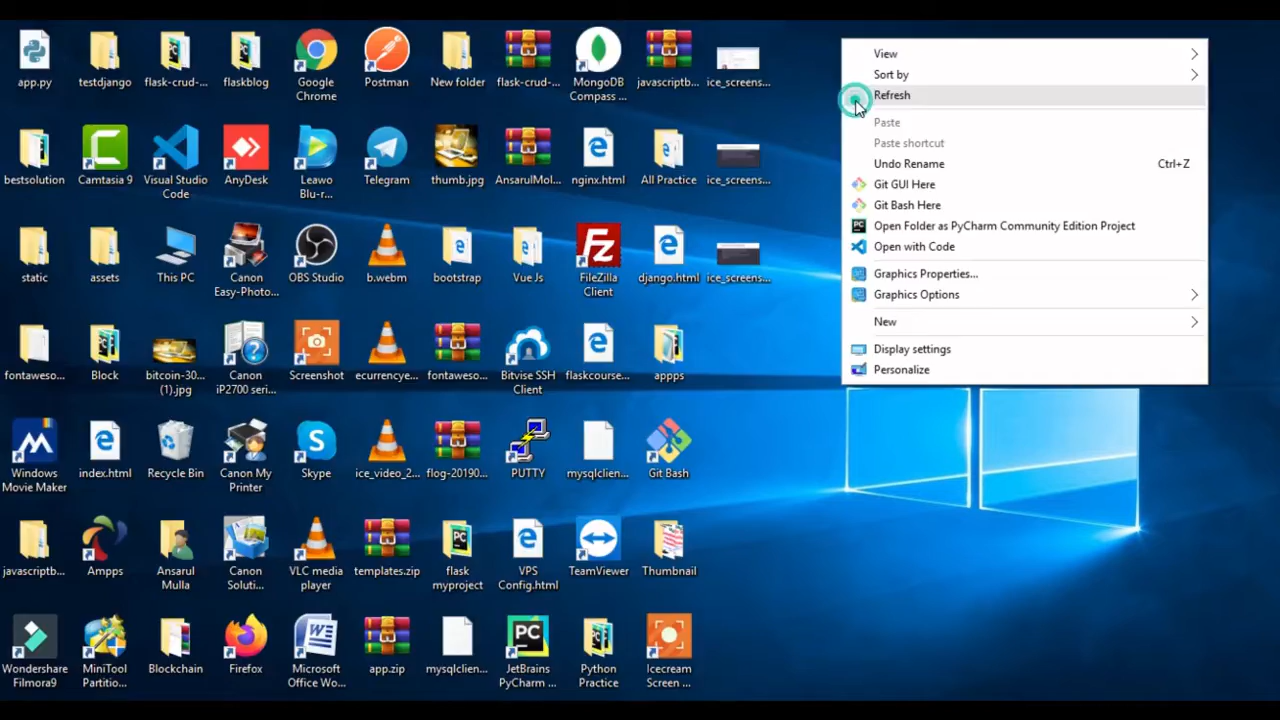 app.py
testdjango
flask-crud-...
flaskblog
Google
Chrome
Postman
New folder
flask-crud-...
MongoDB
Compass ...
javascriptb...
ice_screens...
bestsolution
Camtasia 9
Visual Studio
Code
AnyDesk
Leawo
Blu-r...
Telegram
thumb.jpg
AnsarulMol...
nginx.html
All Practice
ice_screens...
static
assets
This PC
Canon
Easy-Photo...
OBS Studio
b.webm
bootstrap
Vue Js
FileZilla
Client
django.html
ice_screens...
fontaweso...
Block
bitcoin-30...
(1).jpg
Canon
iP2700 seri...
Screenshot
ecurrencye...
fontaweso...
Bitvise SSH
Client
flaskcourse...
appps
Windows
Movie Maker
index.html
Recycle Bin
Canon My
Printer
Skype
ice_video_2...
flog-20190...
PUTTY
mysqlclien...
Git Bash
javascriptb...
Ampps
Ansarul
Mulla
Canon
Soluti...
VLC media
player
templates.zip
flask
myproject
VPS
Config.html
TeamViewer
Thumbnail
Wondershare
Filmora9
MiniTool
Partitio...
Blockchain
Firefox
Microsoft
Office Wo...
app.zip
mysqlclien...
JetBrains
PyCharm ...
Python
Practice
Icecream
Screen ...
View
Sort by
Refresh
Paste
Paste shortcut
Undo Rename Ctrl+Z
Git GUI Here
Git Bash Here
Open Folder as PyCharm Community Edition Project
Open with Code
Graphics Properties...
Graphics Options
New
Display settings
Personalize